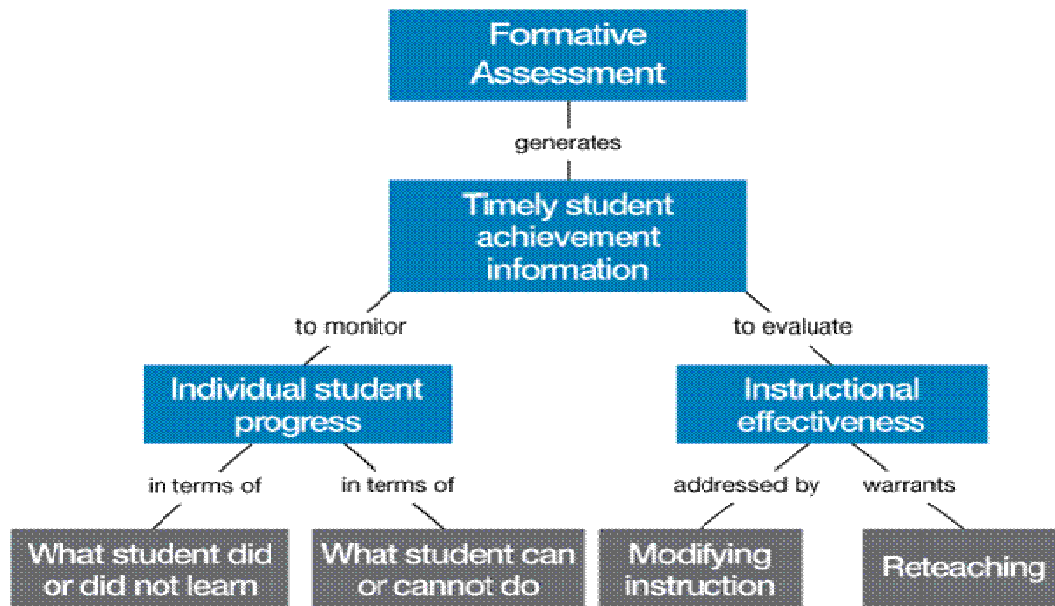 Formative
Assessment
generates
Timely student
achievement
information
to monitor
to evaluate
Individual student
progress
Instructional
effectiveness
in terms of
in terms of
addressed by
warrants
What student did
or did not learn
What student can
or cannot do
Modifying
instruction
Reteaching